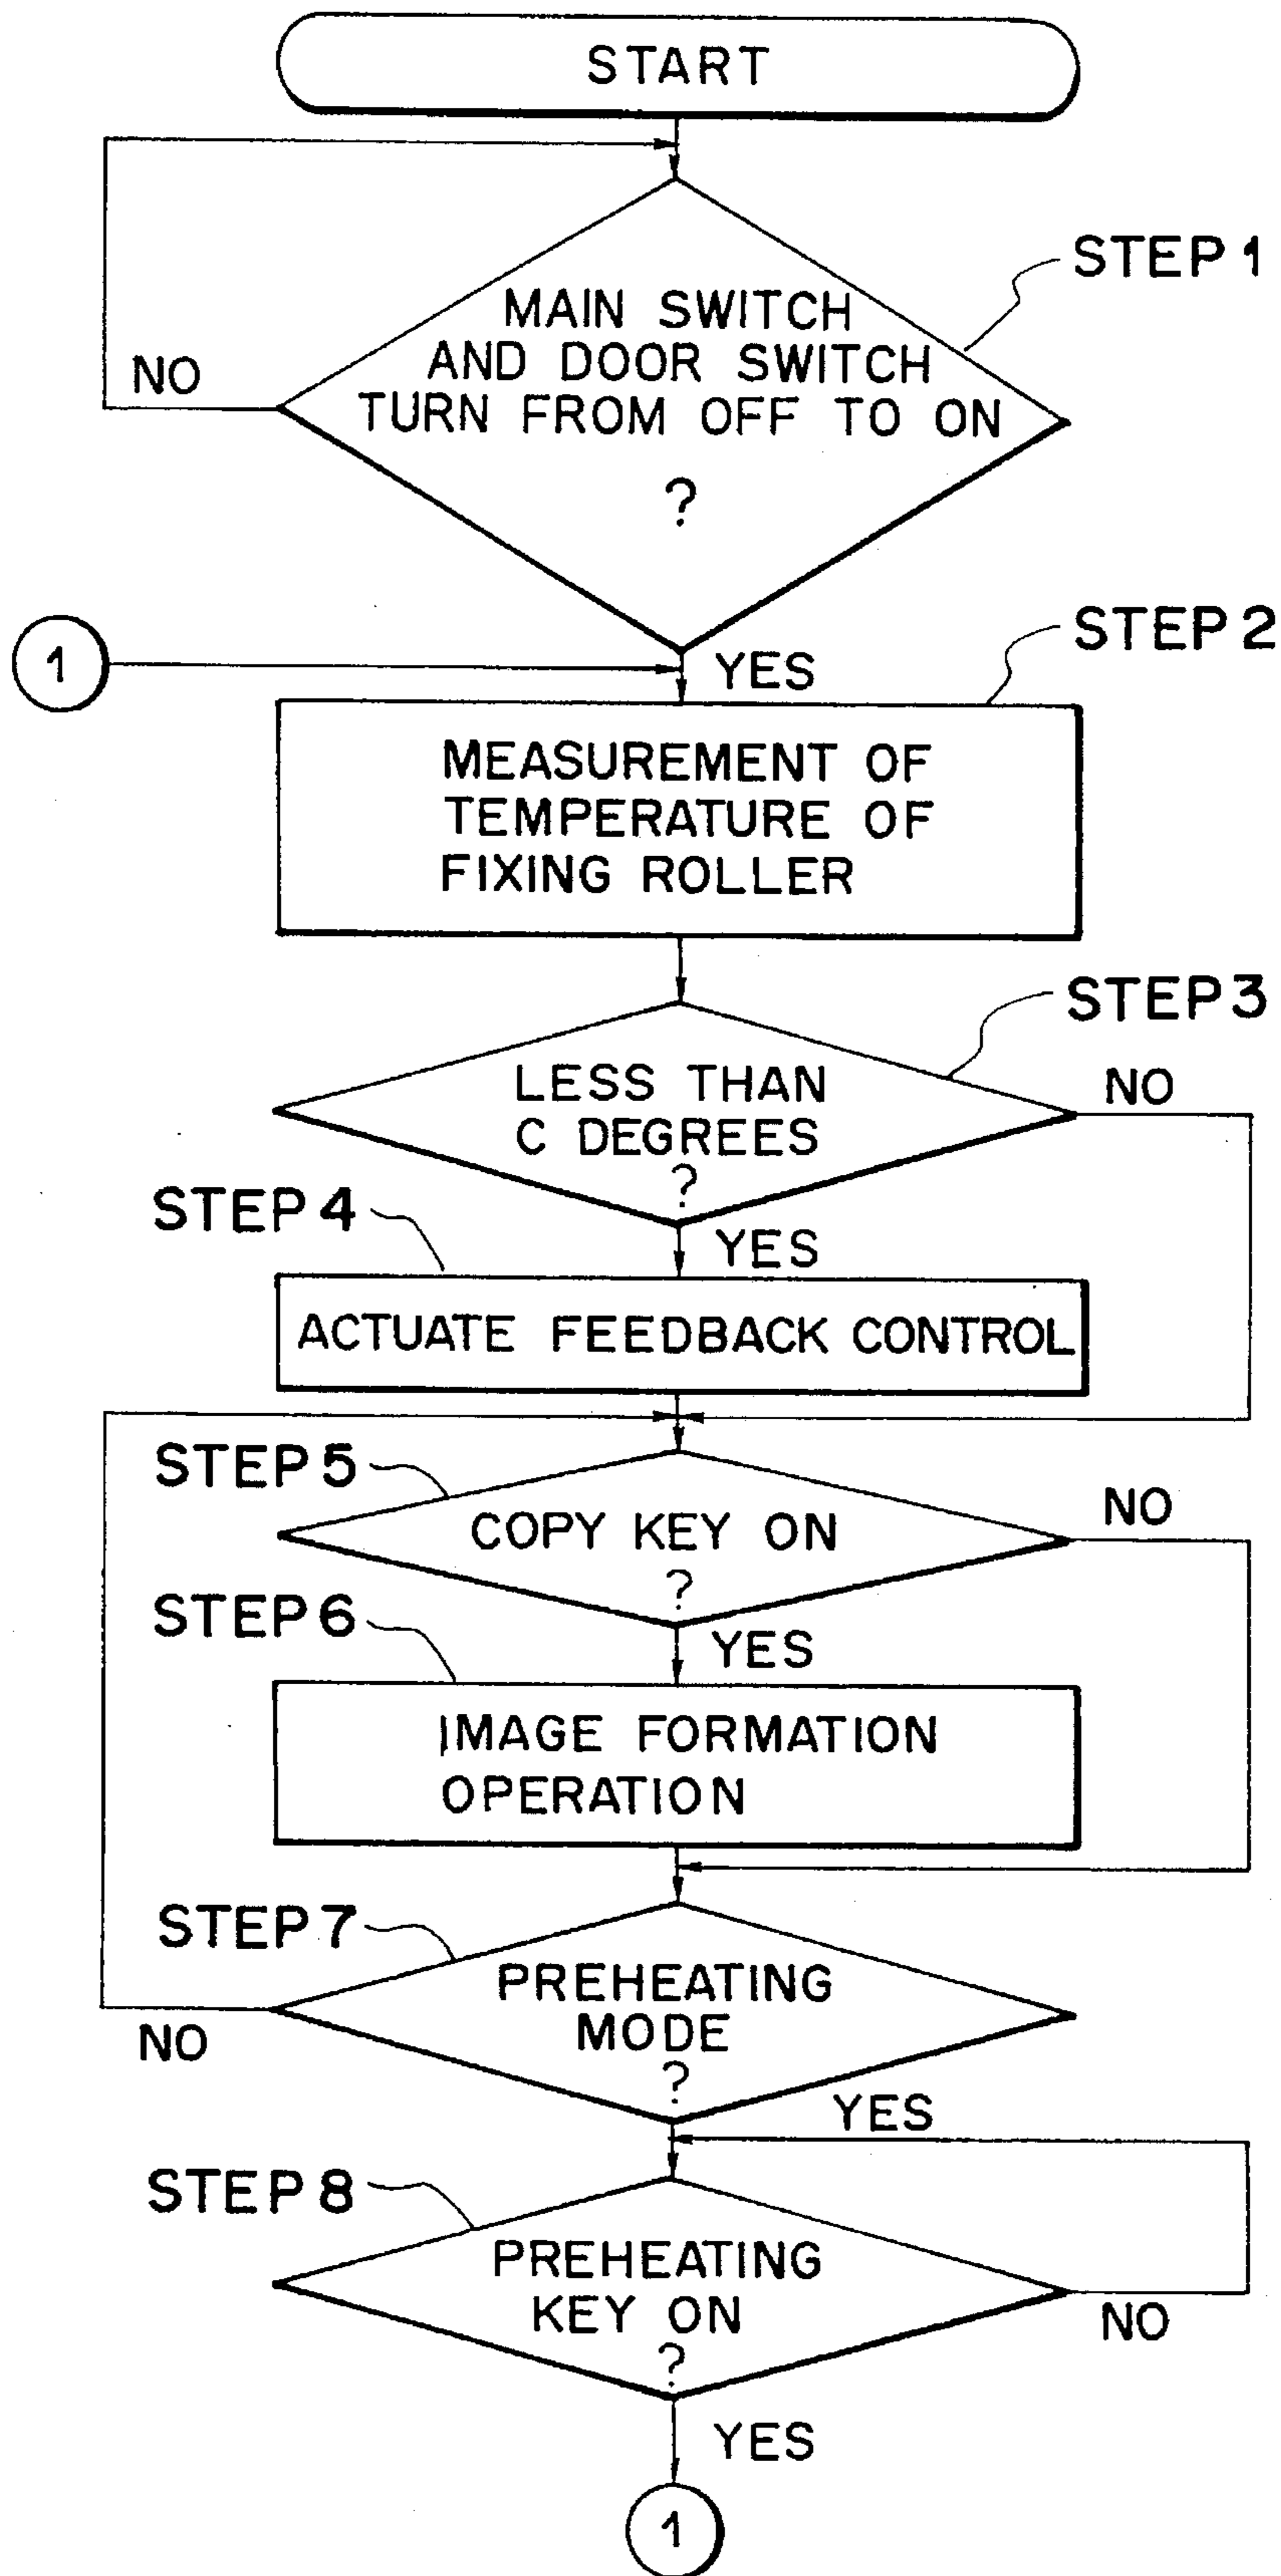 START
STEP 1
MAIN SWITCH
AND DOOR SWITCH
TURN FROM OFF TO ON
?
NO
STEP 2
1
YES
MEASUREMENT OF
TEMPERATURE OF
FIXING ROLLER
STEP 3
LESS THAN
C DEGREES
?
NO
STEP 4
YES
ACTUATE FEEDBACK CONTROL
STEP 5
COPY KEY ON
?
NO
STEP 6
YES
IMAGE FORMATION
OPERATION
STEP 7
PREHEATING
MODE
?
NO
YES
STEP 8
PREHEATING
KEY ON
?
NO
YES
1